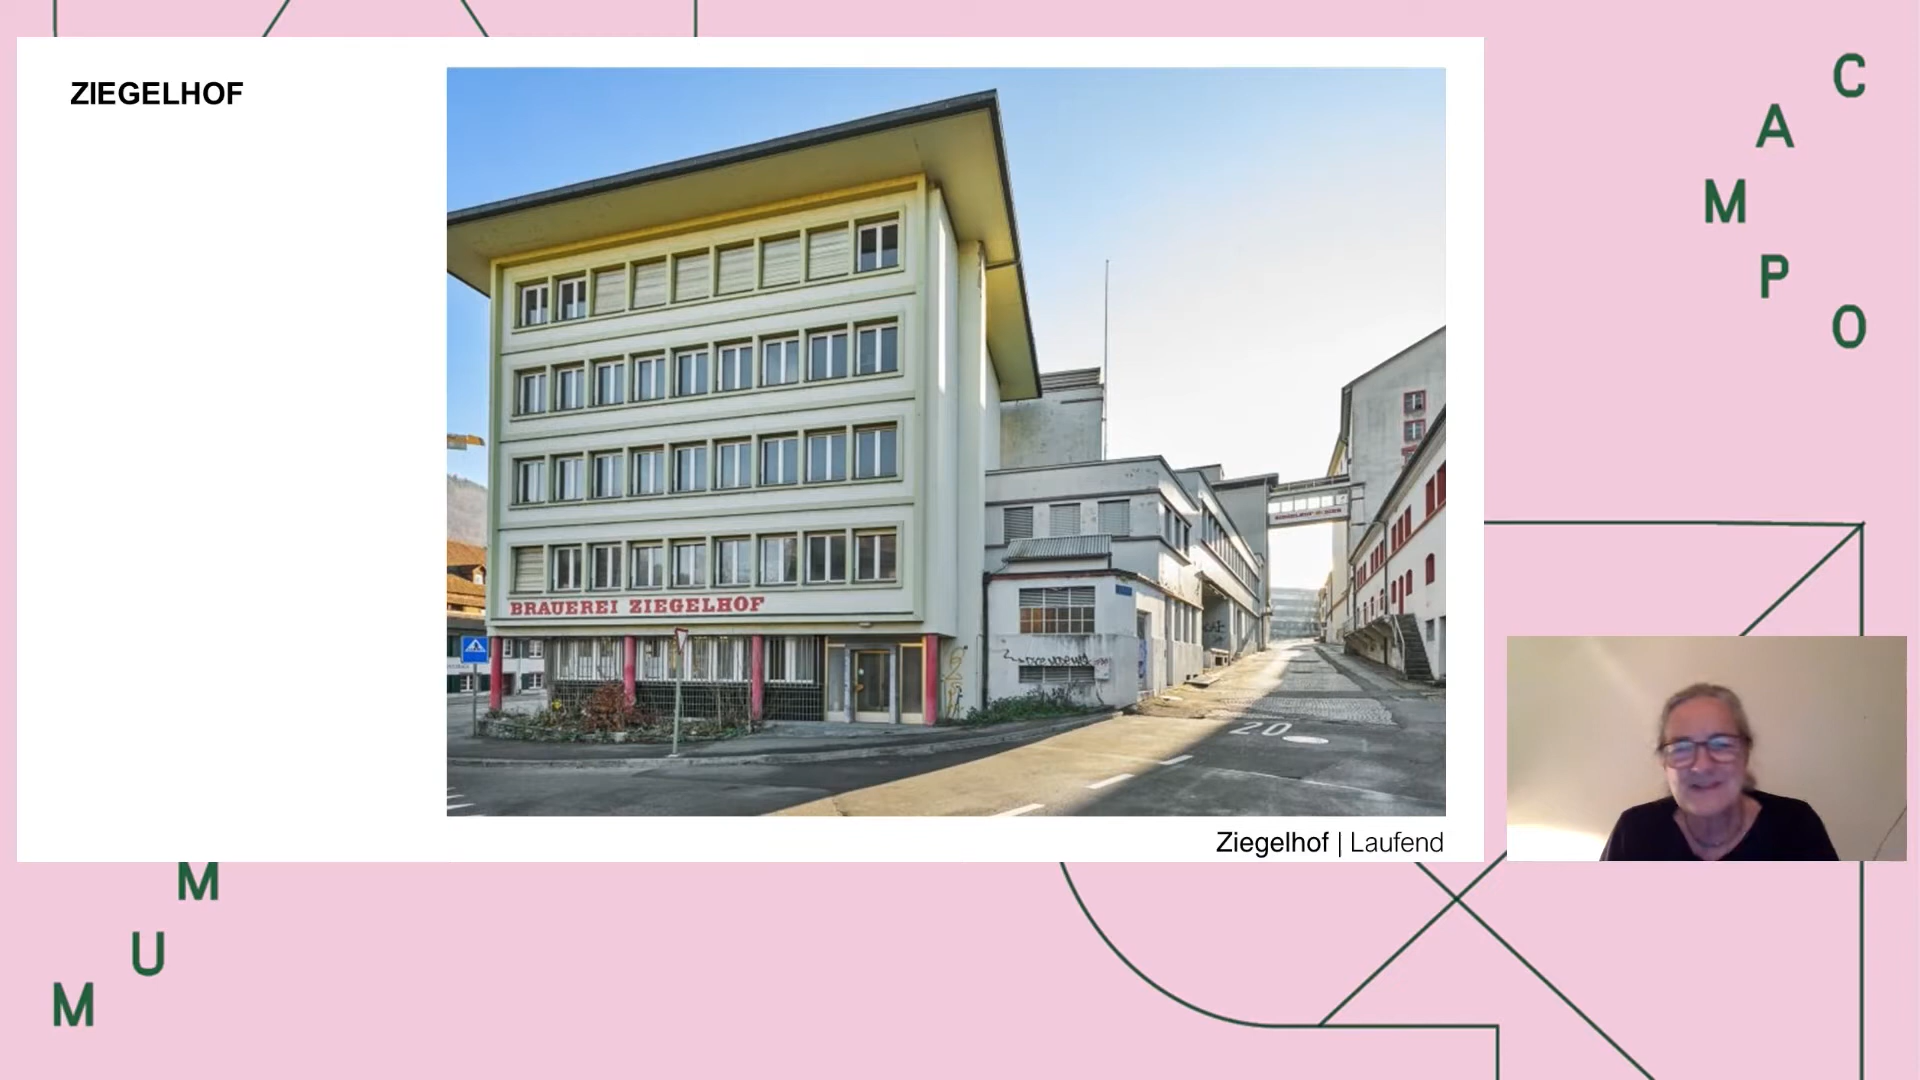 ZIEGELHOF
BRAUEREI ZIEGELHOF
20
Ziegelhof | Laufend
C
A
M
P
O
M
U
M